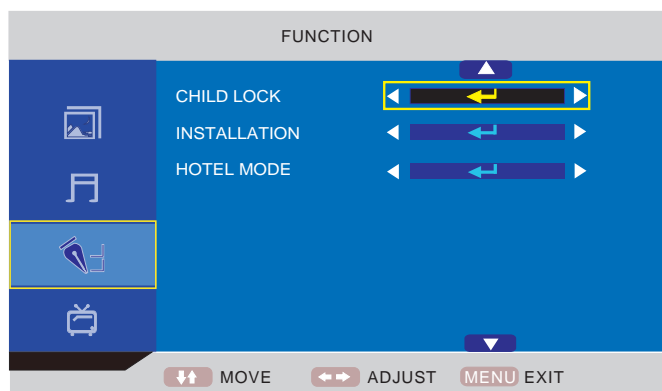 FUNCTION
CHILD LOCK
INSTALLATION
HOTEL MODE
MOVE ADJUST MENU EXIT